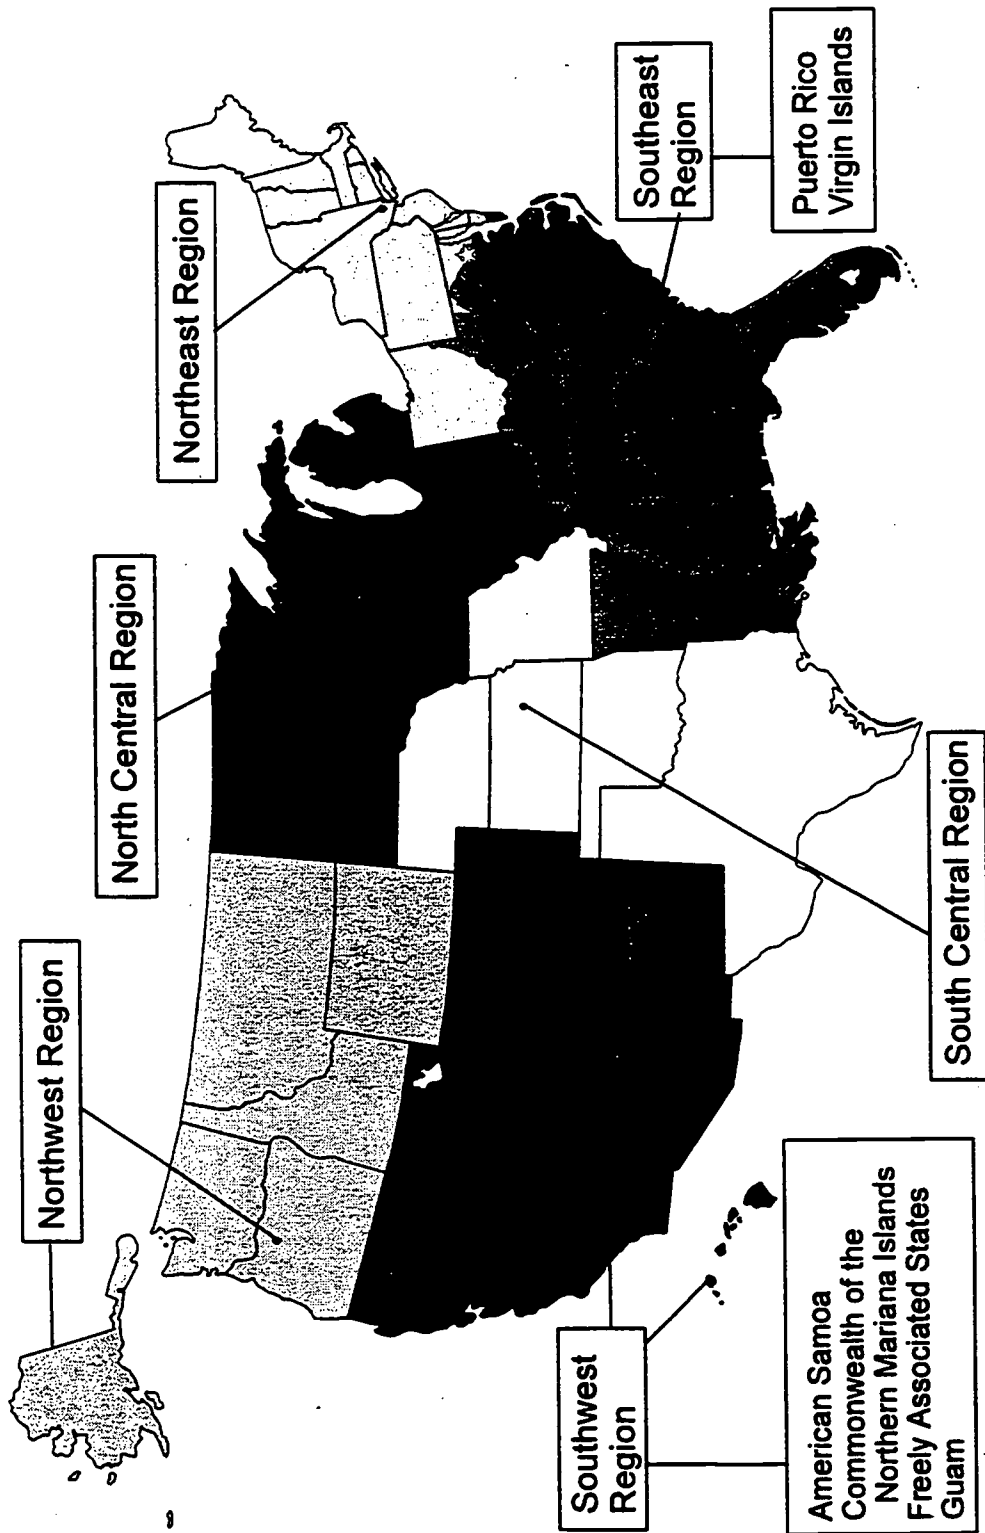 Northwest Region
North Central Region
Northeast Region
Southeast
Region
Puerto Rico
Virgin Islands
South Central Region
Southwest
Region
American Samoa
Commonwealth of the
Northern Mariana Islands
Freely Associated States
Guam